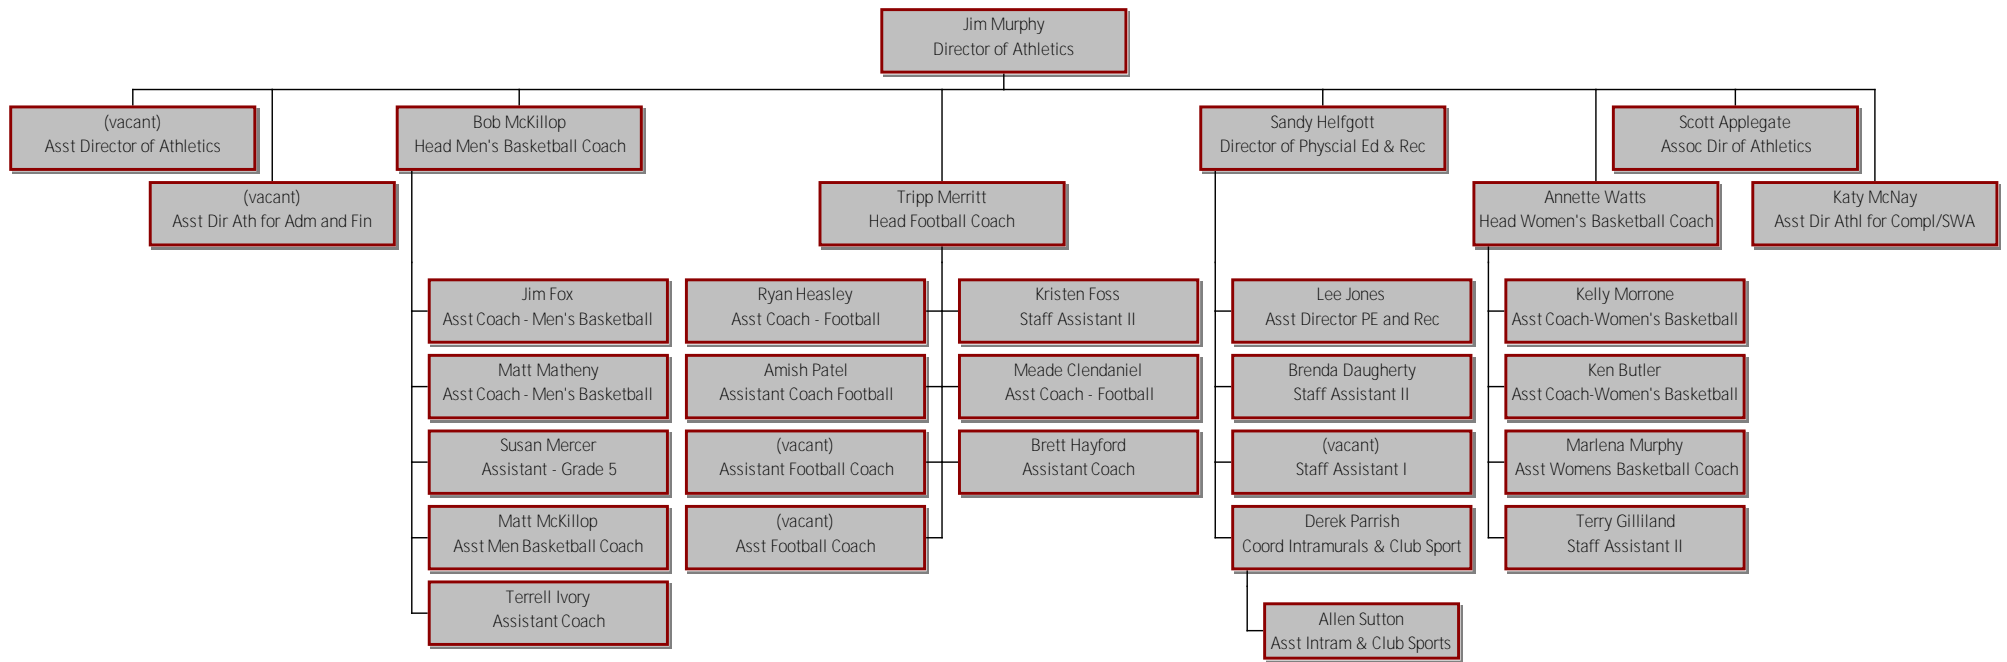 Jim Murphy
Director of Athletics
(vacant)
Asst Director of Athletics
Bob McKillop
Head Men's Basketball Coach
Sandy Helfgott
Director of Physcial Ed & Rec
Scott Applegate
Assoc Dir of Athletics
(vacant)
Asst Dir Ath for Adm and Fin
Tripp Merritt
Head Football Coach
Annette Watts
Head Women's Basketball Coach
Katy McNay
Asst Dir Athl for Compl/SWA
Jim Fox
Asst Coach - Men's Basketball
Ryan Heasley
Asst Coach - Football
Kristen Foss
Staff Assistant II
Lee Jones
Asst Director PE and Rec
Kelly Morrone
Asst Coach-Women's Basketball
Matt Matheny
Asst Coach - Men's Basketball
Amish Patel
Assistant Coach Football
Meade Clendaniel
Asst Coach - Football
Brenda Daugherty
Staff Assistant II
Ken Butler
Asst Coach-Women's Basketball
Susan Mercer
Assistant - Grade 5
(vacant)
Assistant Football Coach
Brett Hayford
Assistant Coach
(vacant)
Staff Assistant I
Marlena Murphy
Asst Womens Basketball Coach
Matt McKillop
Asst Men Basketball Coach
(vacant)
Asst Football Coach
Derek Parrish
Coord Intramurals & Club Sport
Terry Gilliland
Staff Assistant II
Terrell Ivory
Assistant Coach
Allen Sutton
Asst Intram & Club Sports